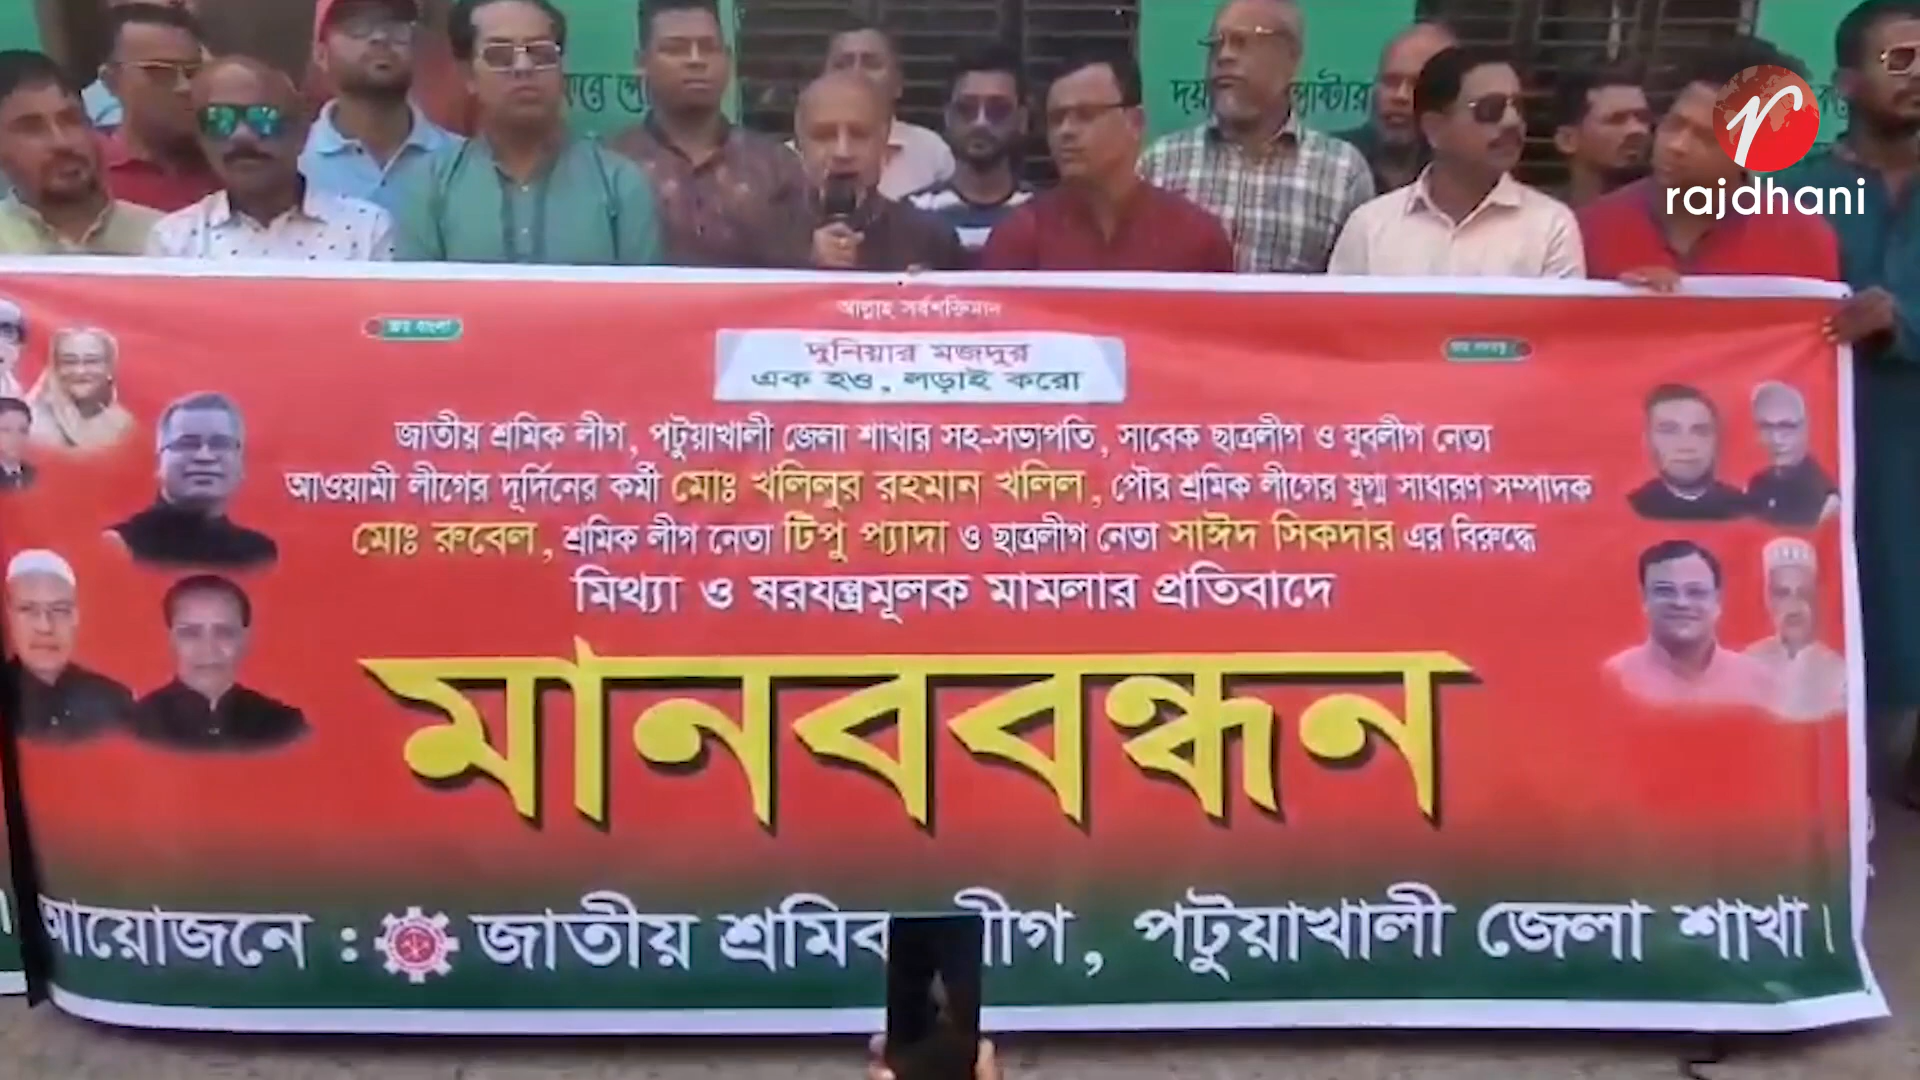 rajdhani
আল্লাহ সর্বশক্তিমান
জয় বাংলা
দুনিয়ার মজদুর
এক হও, লড়াই করো
জাতীয় শ্রমিক লীগ, পটুয়াখালী জেলা শাখার সহ-সভাপতি, সাবেক ছাত্রলীগ ও যুবলীগ নেতা
আওয়ামী লীগের দূর্দিনের কর্মী মোঃ খলিলুর রহমান খলিল, পৌর শ্রমিক লীগের যুগ্ম সাধারণ সম্পাদক
মোঃ রুবেল, শ্রমিক লীগ নেতা টিপু প্যাদা ও ছাত্রলীগ নেতা সাঈদ সিকদার এর বিরুদ্ধে
মিথ্যা ও ষরযন্ত্রমূলক মামলার প্রতিবাদে
মানববন্ধন
আয়োজনে : জাতীয় শ্রমিক লীগ, পটুয়াখালী জেলা শাখা।